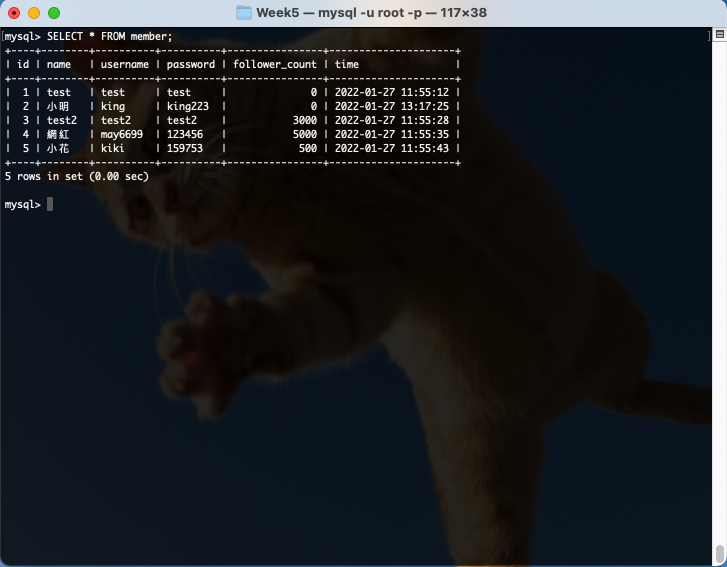 Week5 — mysql -u root -p — 117×38
[mysql> SELECT * FROM member; ]
+----+-------+----------+----------+----------------+---------------------+
| id | name  | username | password | follower_count | time                |
+----+-------+----------+----------+----------------+---------------------+
|  1 | test  | test     | test     |              0 | 2022-01-27 11:55:12 |
|  2 | 小明  | king     | king223  |              0 | 2022-01-27 13:17:25 |
|  3 | test2 | test2    | test2    |           3000 | 2022-01-27 11:55:28 |
|  4 | 網紅  | may6699  | 123456   |           5000 | 2022-01-27 11:55:35 |
|  5 | 小花  | kiki     | 159753   |            500 | 2022-01-27 11:55:43 |
+----+-------+----------+----------+----------------+---------------------+
5 rows in set (0.00 sec)
mysql>